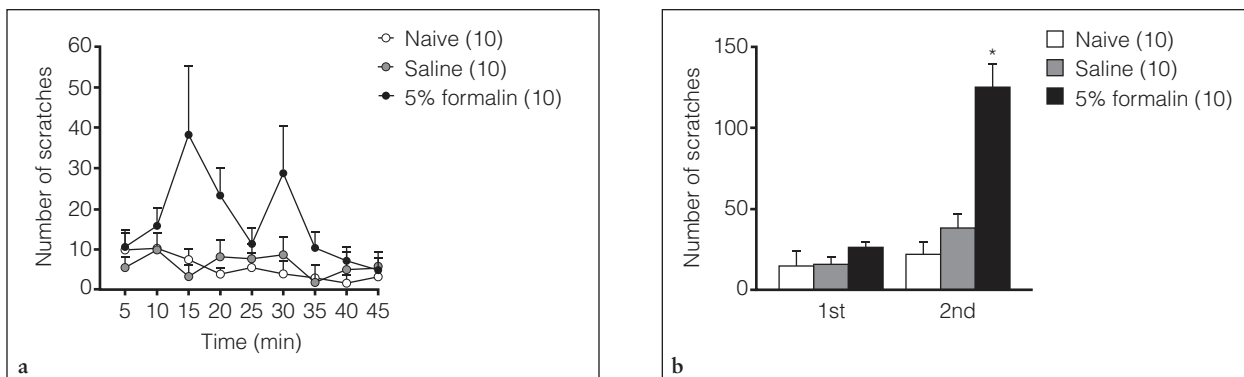 60
50
40
30
20
10
0
Number of scratches
5 10 15 20 25 30 35 40 45
Time (min)
Naive (10)
Saline (10)
5% formalin (10)
a
150
100
50
0
Number of scratches
*
1st 2nd
Naive (10)
Saline (10)
5% formalin (10)
b